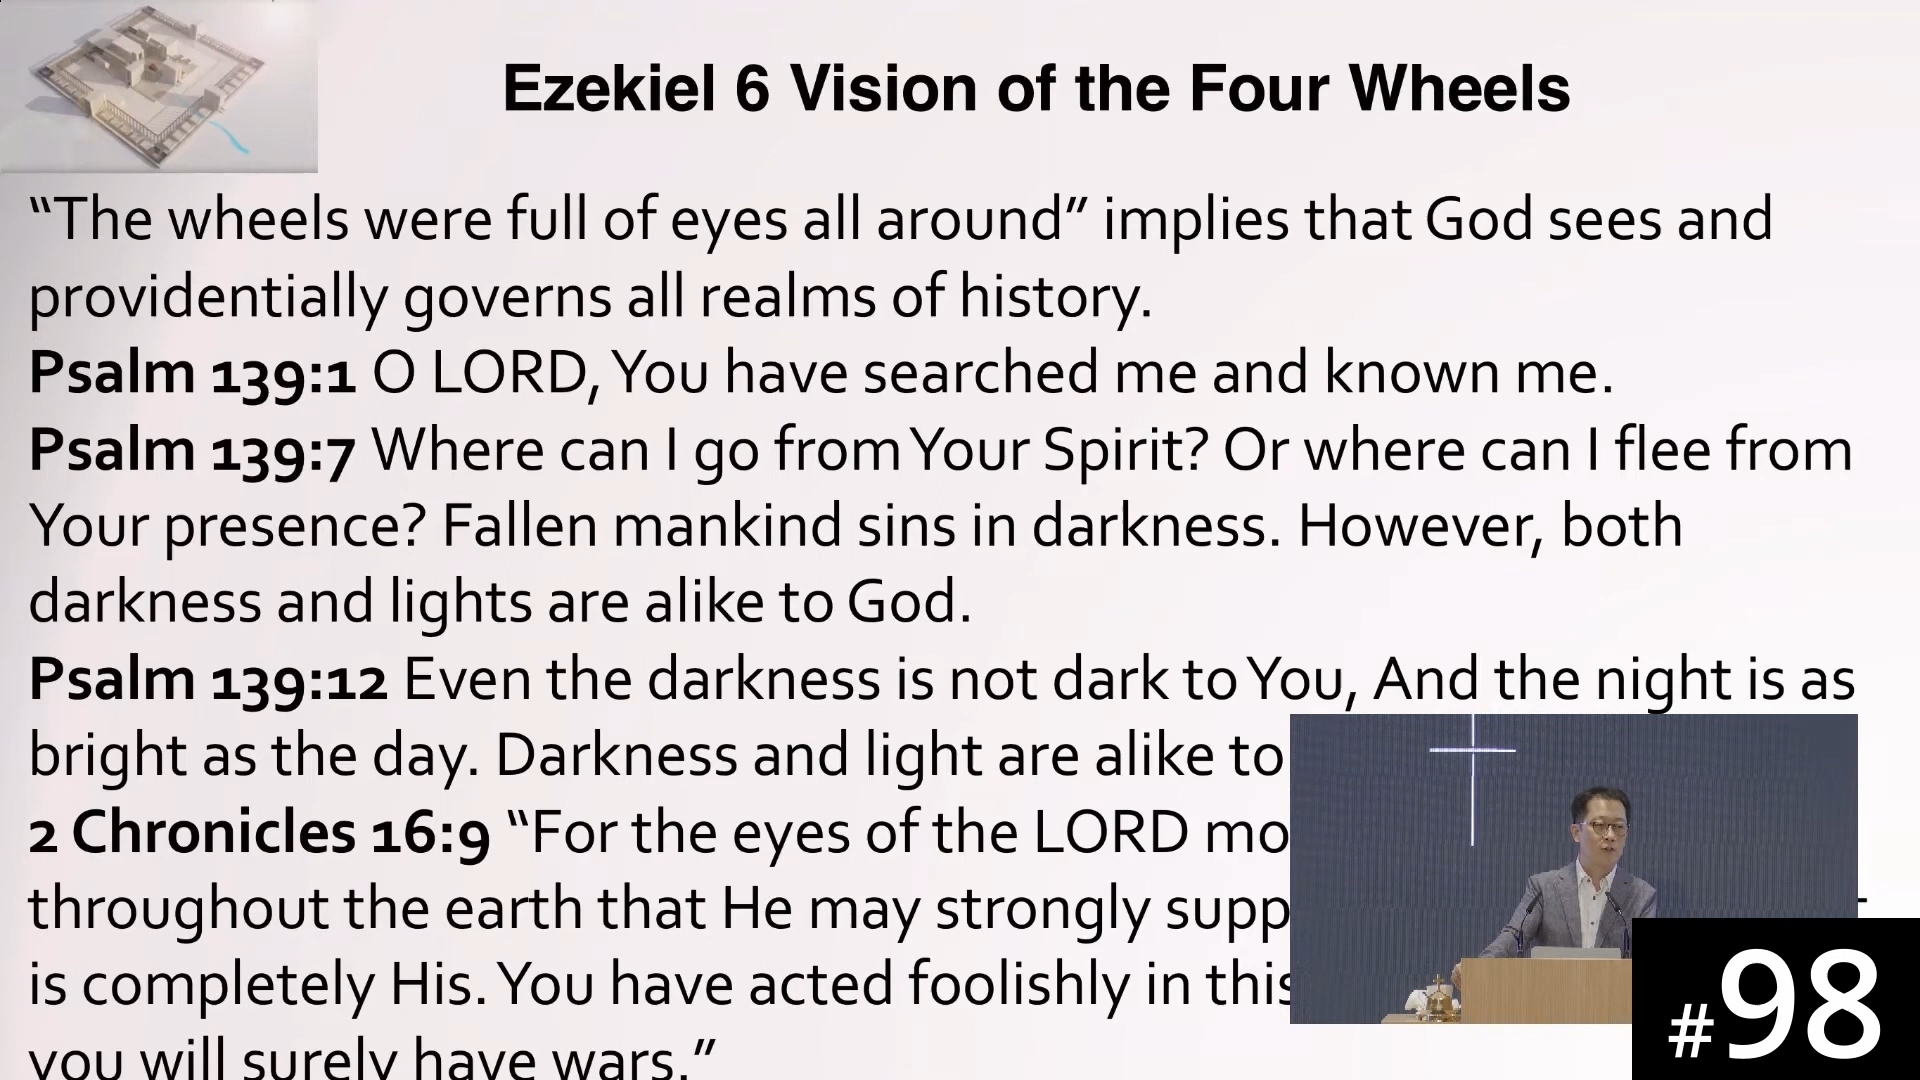 Ezekiel 6 Vision of the Four Wheels
“The wheels were full of eyes all around” implies that God sees and
providentially governs all realms of history.
Psalm 139:1 O LORD, You have searched me and known me.
Psalm 139:7 Where can I go from Your Spirit? Or where can I flee from
Your presence? Fallen mankind sins in darkness. However, both
darkness and lights are alike to God.
Psalm 139:12 Even the darkness is not dark to You, And the night is as
bright as the day. Darkness and light are alike to
2 Chronicles 16:9 “For the eyes of the LORD mo
throughout the earth that He may strongly supp
is completely His. You have acted foolishly in this
you will surely have wars.”
#98